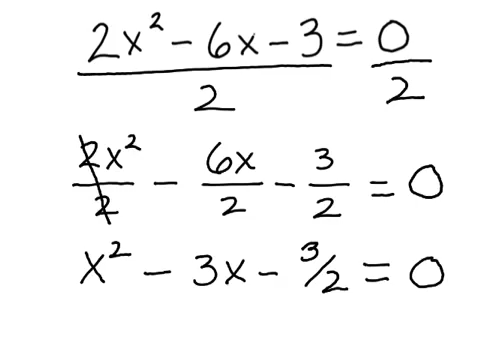 (2x² − 6x − 3)/2 = 0/2
2x²/2 − 6x/2 − 3/2 = 0
x² − 3x − 3/2 = 0